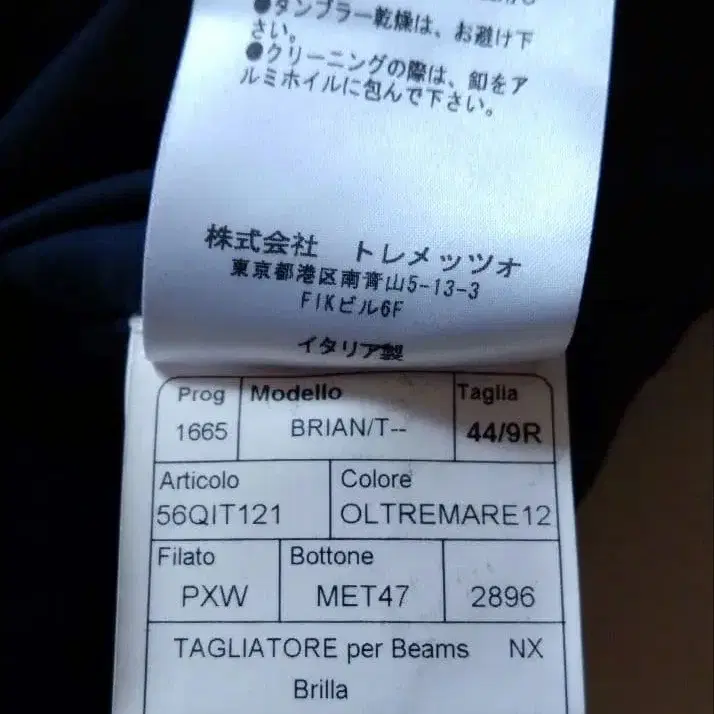 ●タンブラー乾燥は、お避け下
さい。
●クリーニングの際は、釦をア
ルミホイルに包んで下さい。
株式会社 トレメッツォ
東京都港区南青山5-13-3
FIKビル6F
イタリア製
Prog Modello Taglia
1665 BRIAN/T-- 44/9R
Articolo Colore
56QIT121 OLTREMARE12
Filato Bottone
PXW MET47 2896
TAGLIATORE per Beams NX
Brilla